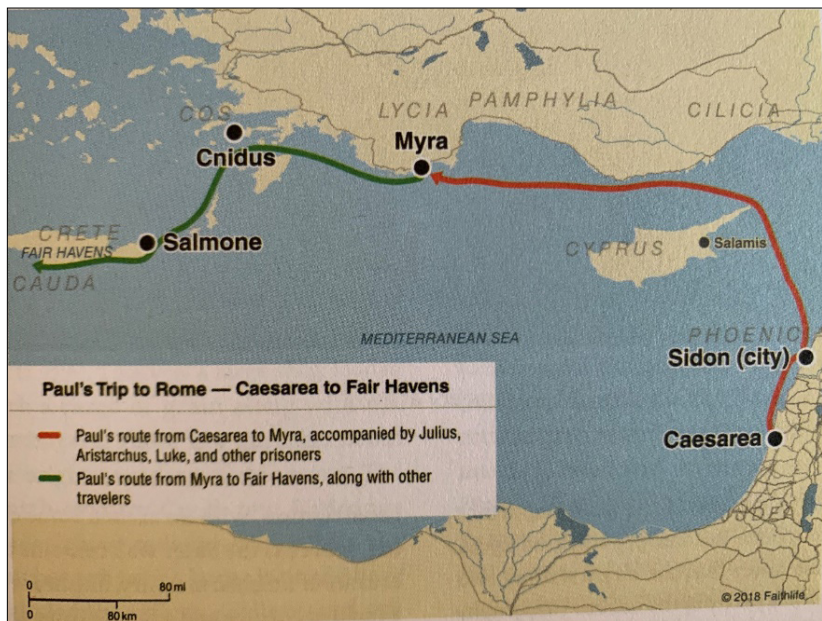 COS
LYCIA
PAMPHYLIA
CILICIA
Myra
Cnidus
CRETE
Salmone
FAIR HAVENS
CAUDA
CYPRUS
Salamis
MEDITERRANEAN SEA
PHOENICI
Sidon (city)
Caesarea
JUDEA
Paul's Trip to Rome — Caesarea to Fair Havens
Paul's route from Caesarea to Myra, accompanied by Julius,
Aristarchus, Luke, and other prisoners
Paul's route from Myra to Fair Havens, along with other
travelers
0 80 mi
0 80 km
© 2018 Faithlife